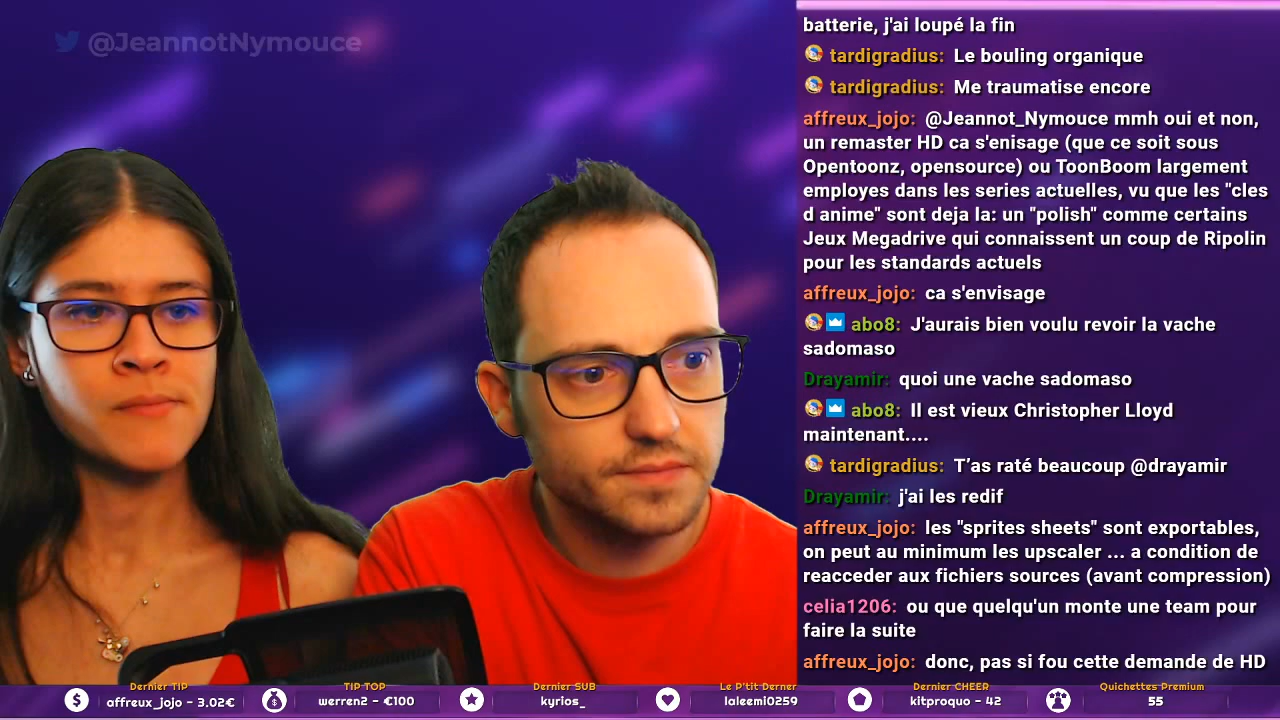 @JeannotNymouce
batterie, j'ai loupé la fin
tardigradius: Le bouling organique
tardigradius: Me traumatise encore
affreux_jojo: @Jeannot_Nymouce mmh oui et non,
un remaster HD ca s'enisage (que ce soit sous
Opentoonz, opensource) ou ToonBoom largement
employes dans les series actuelles, vu que les "cles
d anime" sont deja la: un "polish" comme certains
Jeux Megadrive qui connaissent un coup de Ripolin
pour les standards actuels
affreux_jojo: ca s'envisage
abo8: J'aurais bien voulu revoir la vache
sadomaso
Drayamir: quoi une vache sadomaso
abo8: Il est vieux Christopher Lloyd
maintenant....
tardigradius: T'as raté beaucoup @drayamir
Drayamir: j'ai les redif
affreux_jojo: les "sprites sheets" sont exportables,
on peut au minimum les upscaler ... a condition de
reacceder aux fichiers sources (avant compression)
celia1206: ou que quelqu'un monte une team pour
faire la suite
affreux_jojo: donc, pas si fou cette demande de HD
Dernier TIP
affreux_jojo - 3.02€
TIP TOP
werren2 - €100
Dernier SUB
kyrios_
Le P'tit Derner
laleemi0259
Dernier CHEER
kitproquo - 42
Quichettes Premium
55